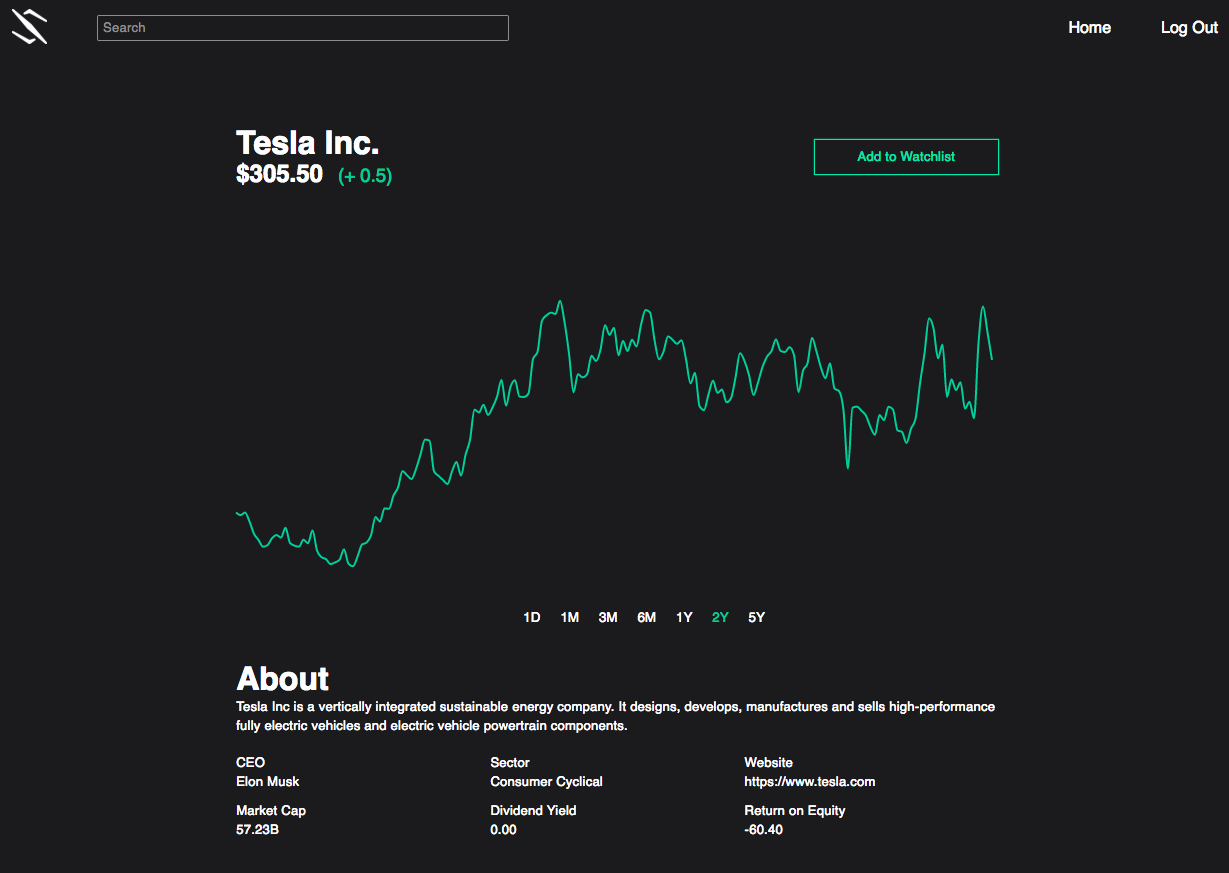 Search
Home
Log Out
Tesla Inc.
$305.50 (+ 0.5)
Add to Watchlist
1D 1M 3M 6M 1Y 2Y 5Y
About
Tesla Inc is a vertically integrated sustainable energy company. It designs, develops, manufactures and sells high-performance
fully electric vehicles and electric vehicle powertrain components.
CEO
Elon Musk
Sector
Consumer Cyclical
Website
https://www.tesla.com
Market Cap
57.23B
Dividend Yield
0.00
Return on Equity
-60.40